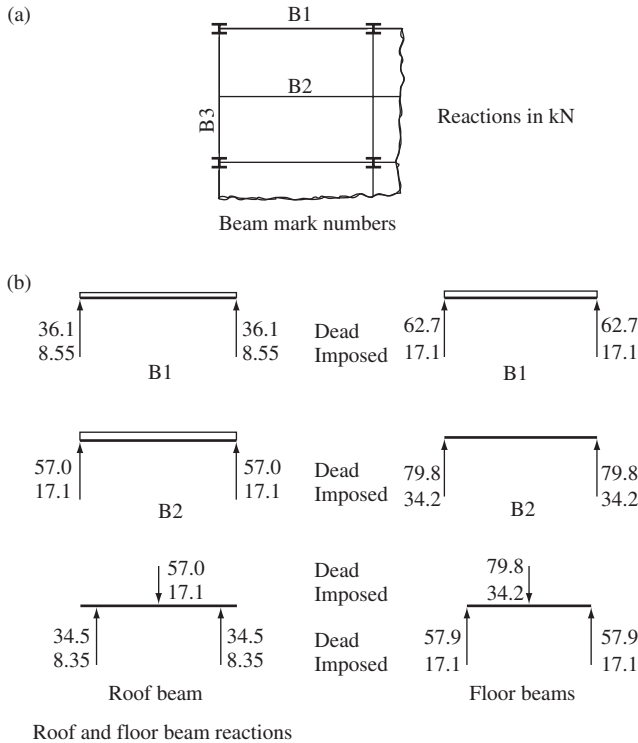 (a)
B1
B2
B3
Reactions in kN
Beam mark numbers
(b)
36.1 36.1 Dead 62.7 62.7
8.55 8.55 Imposed 17.1 17.1
B1 B1
57.0 57.0 Dead 79.8 79.8
17.1 17.1 Imposed 34.2 34.2
B2 B2
57.0 Dead 79.8
17.1 Imposed 34.2
34.5 34.5 Dead 57.9 57.9
8.35 8.35 Imposed 17.1 17.1
Roof beam Floor beams
Roof and floor beam reactions